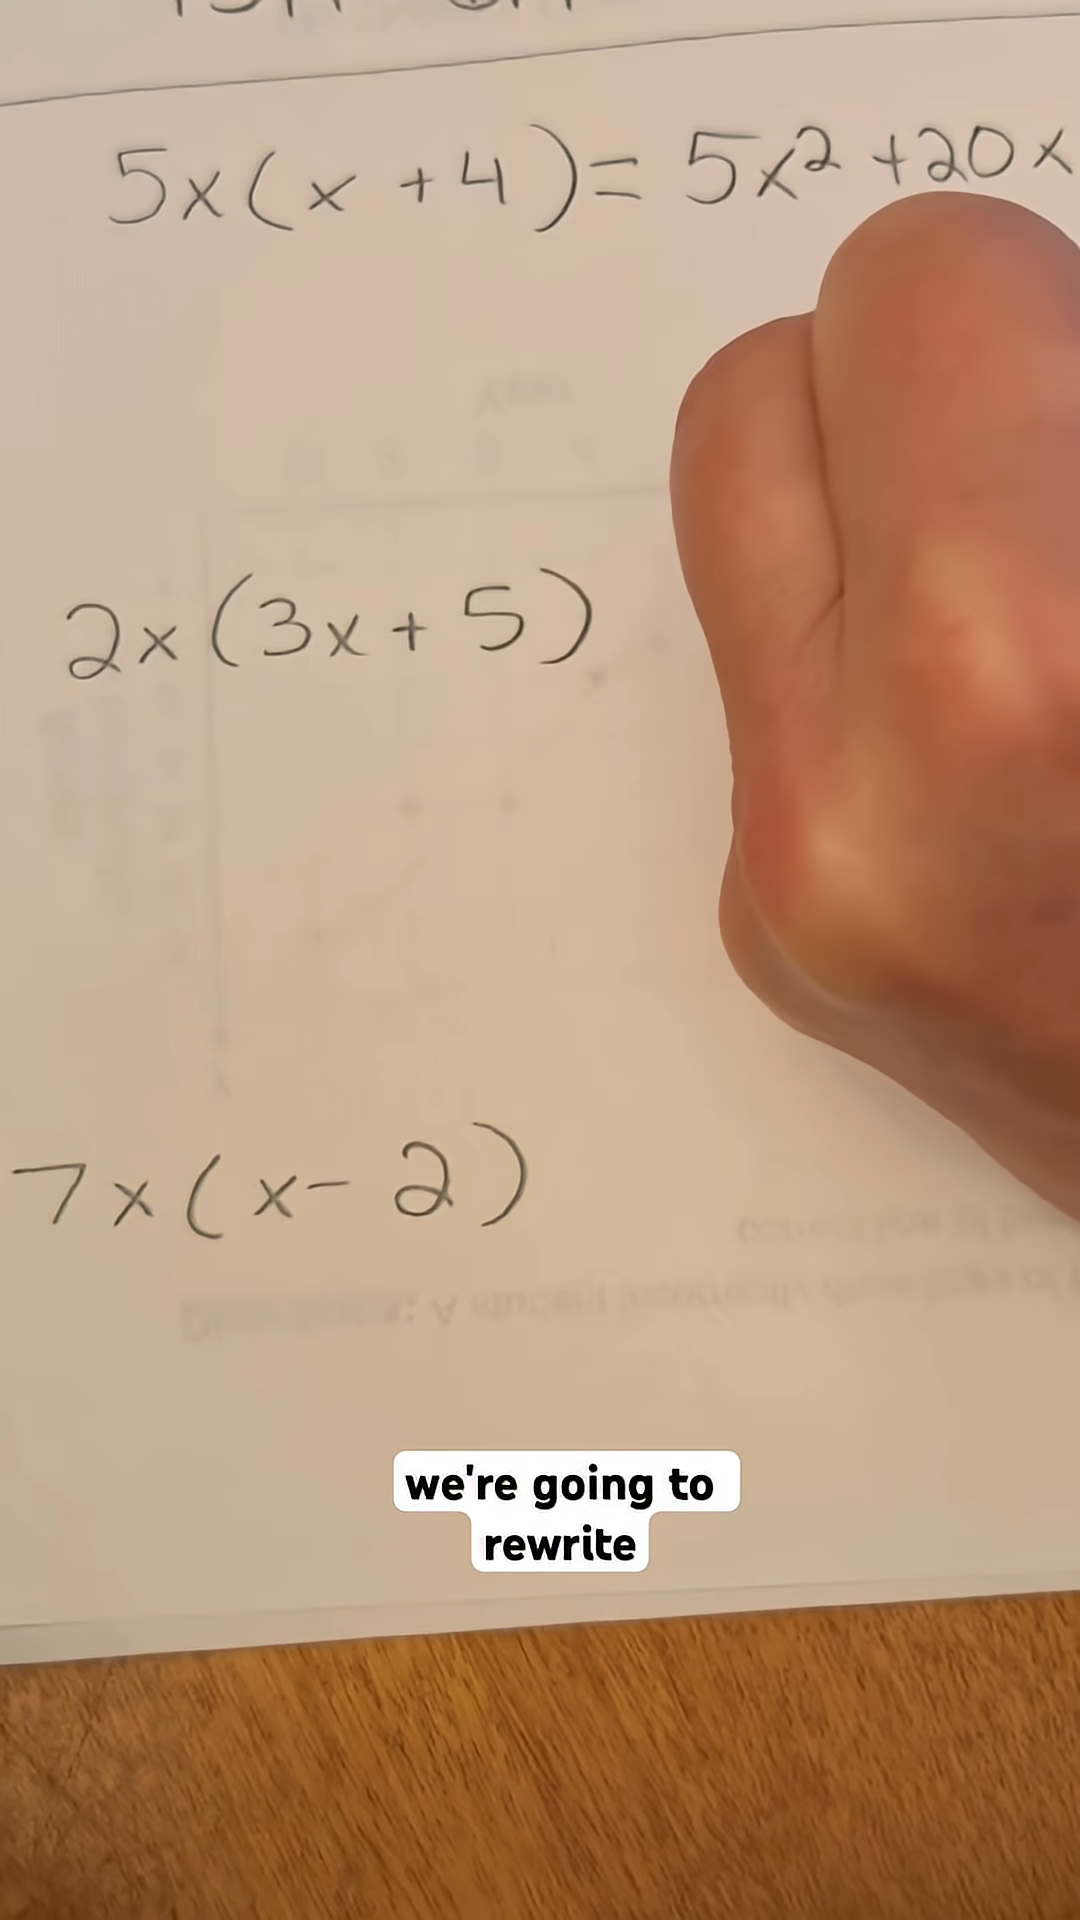 5x(x+4)=5x²+20x
2x(3x+5)
7x(x-2)
we're going to
rewrite